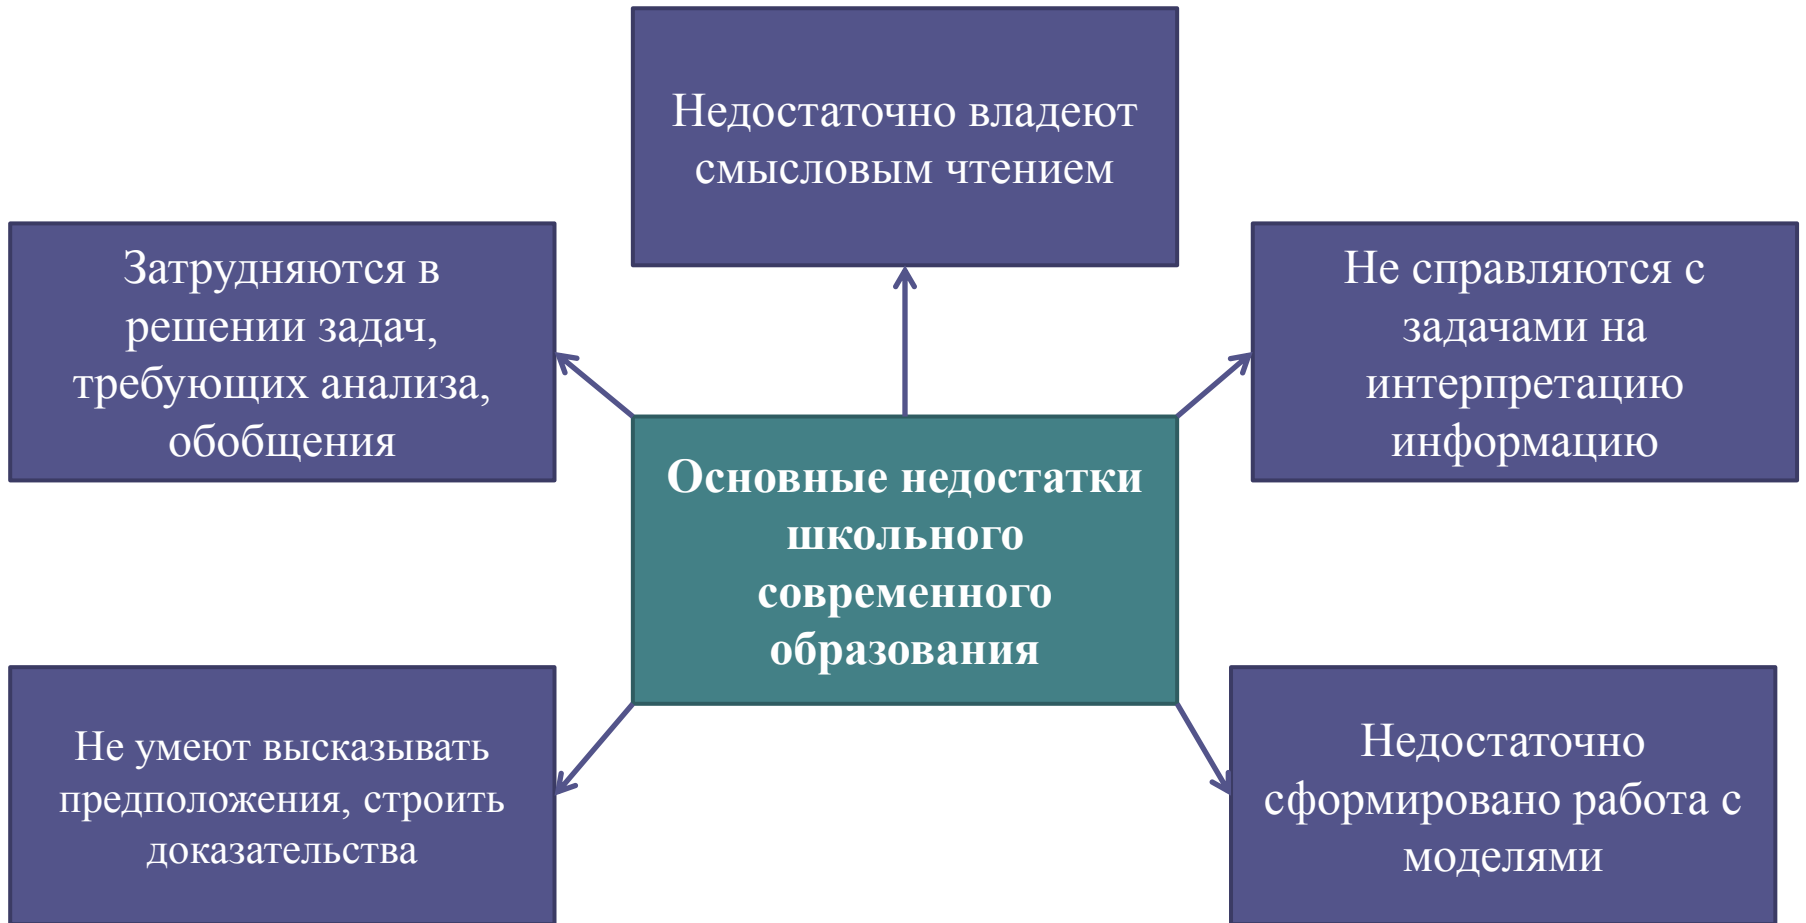 Недостаточно владеют
смысловым чтением
Затрудняются в
решении задач,
требующих анализа,
обобщения
Не справляются с
задачами на
интерпретацию
информацию
Основные недостатки
школьного
современного
образования
Не умеют высказывать
предположения, строить
доказательства
Недостаточно
сформировано работа с
моделями